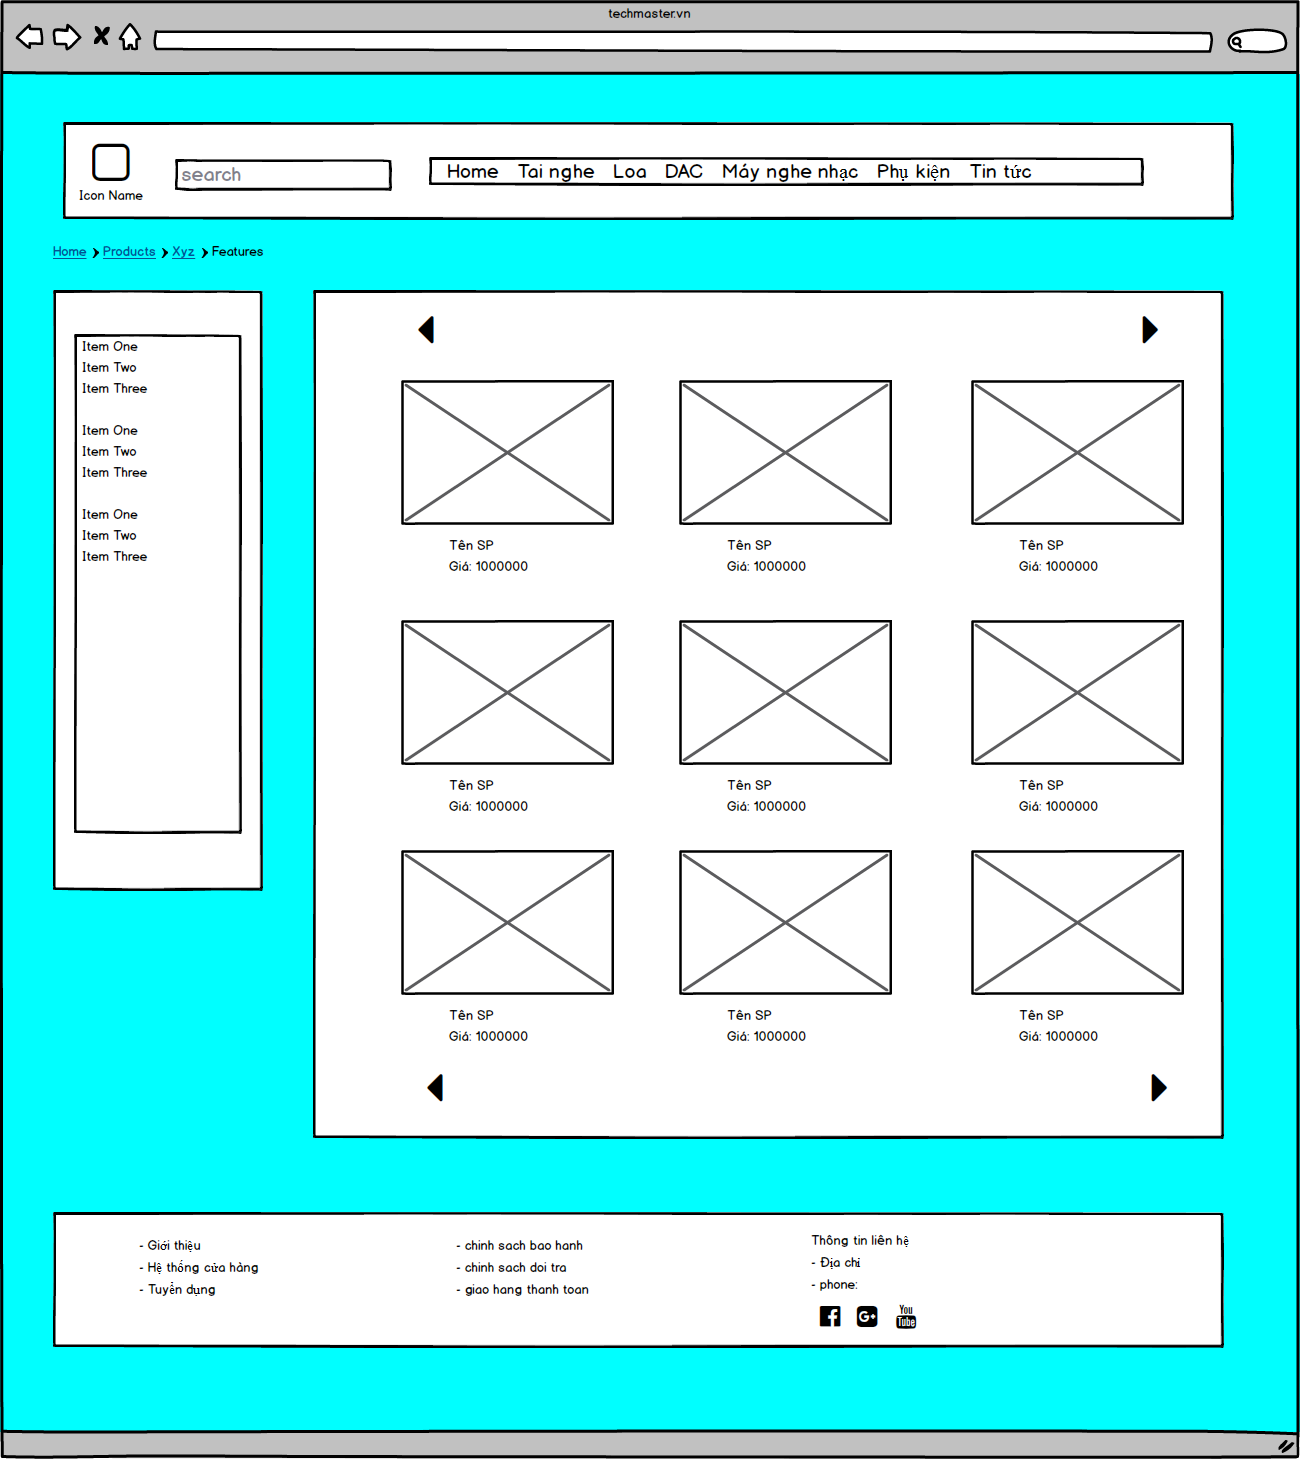 techmaster.vn
Icon Name
search
Home Tai nghe Loa DAC Máy nghe nhạc Phụ kiện Tin tức
Home Products Xyz Features
Item One
Item Two
Item Three
Item One
Item Two
Item Three
Item One
Item Two
Item Three
Tên SP
Giá: 1000000
Tên SP
Giá: 1000000
Tên SP
Giá: 1000000
Tên SP
Giá: 1000000
Tên SP
Giá: 1000000
Tên SP
Giá: 1000000
Tên SP
Giá: 1000000
Tên SP
Giá: 1000000
Tên SP
Giá: 1000000
- Giới thiệu
- Hệ thống cửa hàng
- Tuyển dụng
- chinh sach bao hanh
- chinh sach doi tra
- giao hang thanh toan
Thông tin liên hệ
- Địa chỉ
- phone:
G+
You
Tube